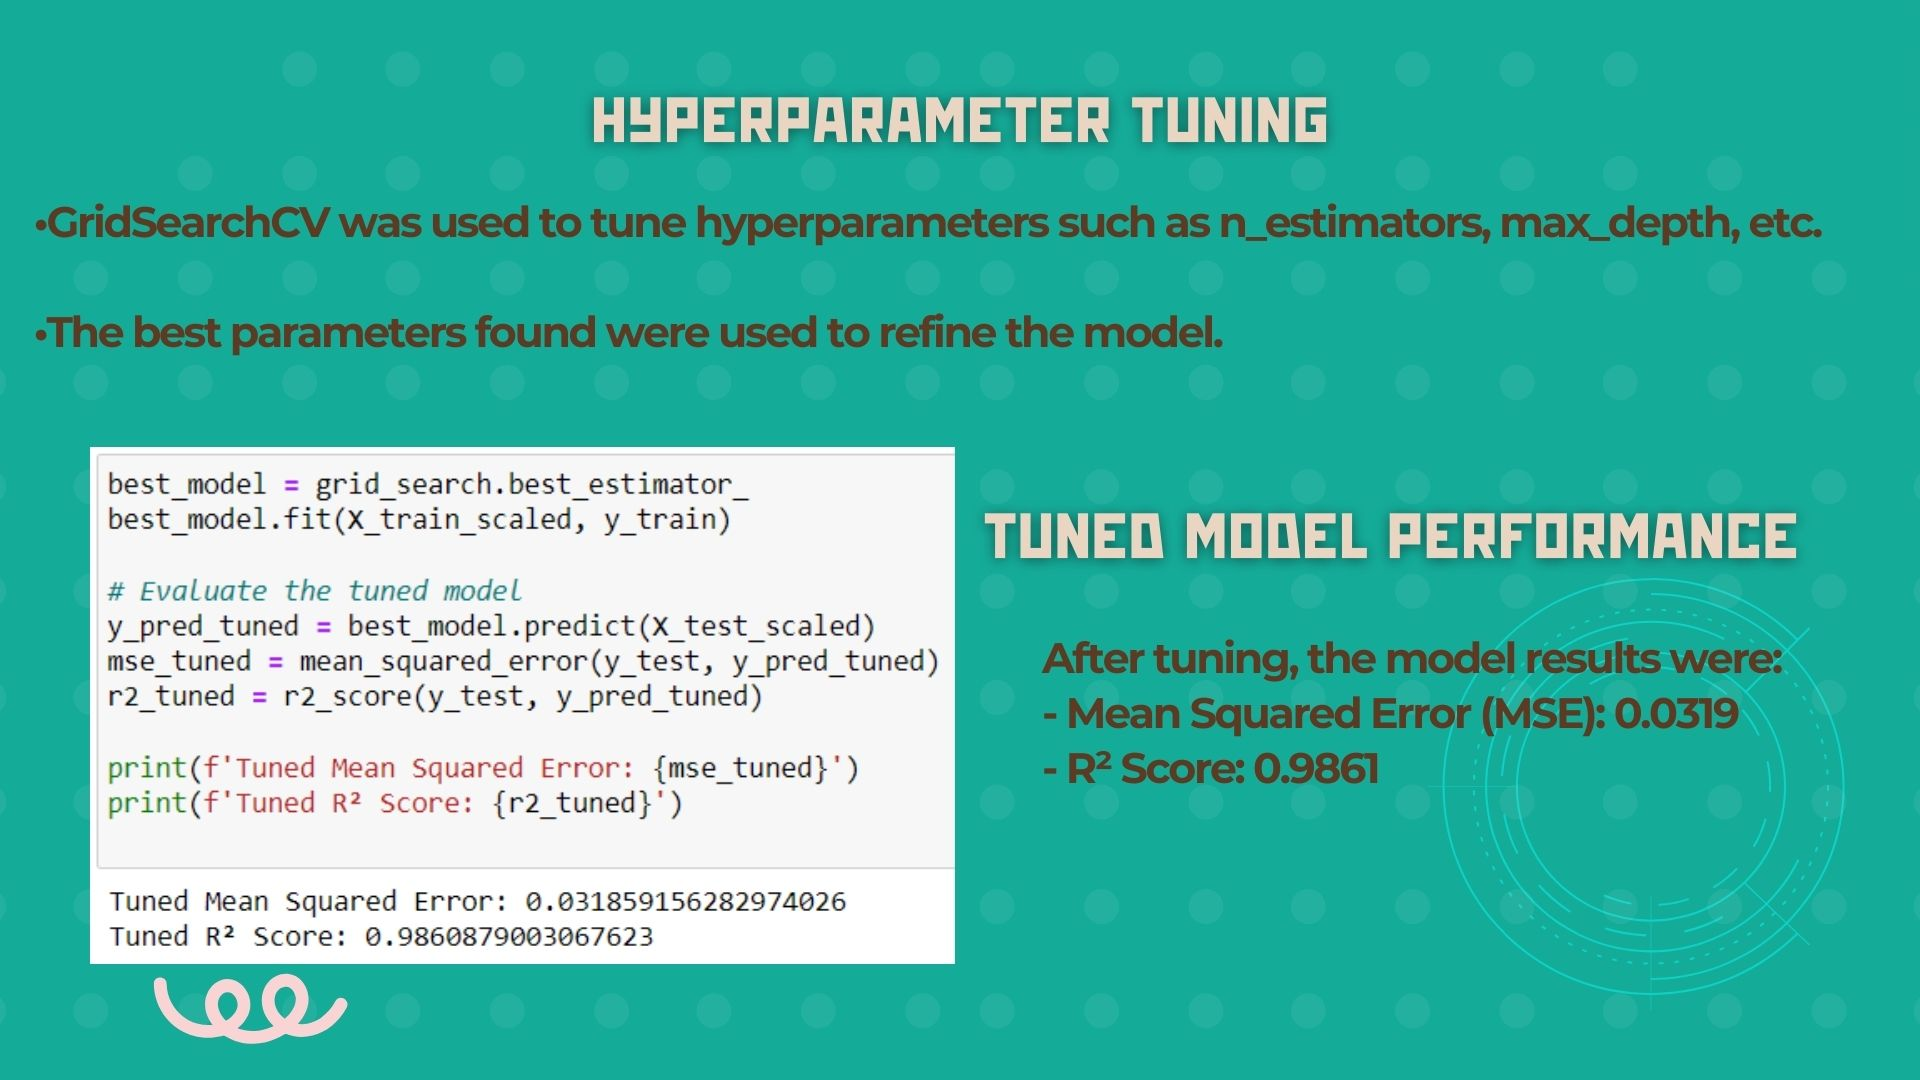 HYPERPARAMETER TUNING
•GridSearchCV was used to tune hyperparameters such as n_estimators, max_depth, etc.
•The best parameters found were used to refine the model.
best_model = grid_search.best_estimator_
best_model.fit(X_train_scaled, y_train)
# Evaluate the tuned model
y_pred_tuned = best_model.predict(X_test_scaled)
mse_tuned = mean_squared_error(y_test, y_pred_tuned)
r2_tuned = r2_score(y_test, y_pred_tuned)
print(f'Tuned Mean Squared Error: {mse_tuned}')
print(f'Tuned R² Score: {r2_tuned}')
Tuned Mean Squared Error: 0.031859156282974026
Tuned R² Score: 0.9860879003067623
TUNED MODEL PERFORMANCE
After tuning, the model results were:
- Mean Squared Error (MSE): 0.0319
- R² Score: 0.9861